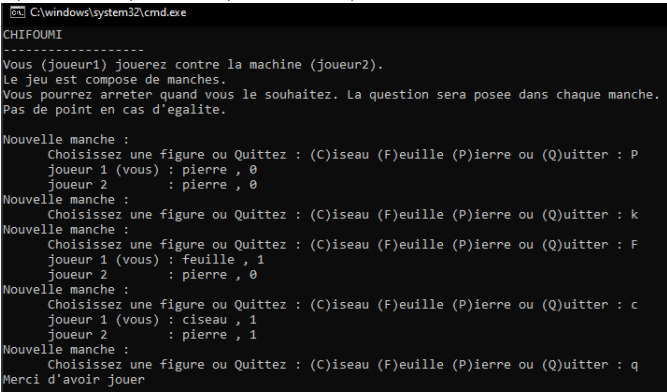 C:\windows\system32\cmd.exe
CHIFOUMI
-------------------
Vous (joueur1) jouerez contre la machine (joueur2).
Le jeu est compose de manches.
Vous pourrez arreter quand vous le souhaitez. La question sera posee dans chaque manche.
Pas de point en cas d'egalite.
Nouvelle manche :
Choisissez une figure ou Quittez : (C)iseau (F)euille (P)ierre ou (Q)uitter : P
joueur 1 (vous) : pierre , 0
joueur 2 : pierre , 0
Nouvelle manche :
Choisissez une figure ou Quittez : (C)iseau (F)euille (P)ierre ou (Q)uitter : k
Nouvelle manche :
Choisissez une figure ou Quittez : (C)iseau (F)euille (P)ierre ou (Q)uitter : F
joueur 1 (vous) : feuille , 1
joueur 2 : pierre , 0
Nouvelle manche :
Choisissez une figure ou Quittez : (C)iseau (F)euille (P)ierre ou (Q)uitter : c
joueur 1 (vous) : ciseau , 1
joueur 2 : pierre , 1
Nouvelle manche :
Choisissez une figure ou Quittez : (C)iseau (F)euille (P)ierre ou (Q)uitter : q
Merci d'avoir jouer